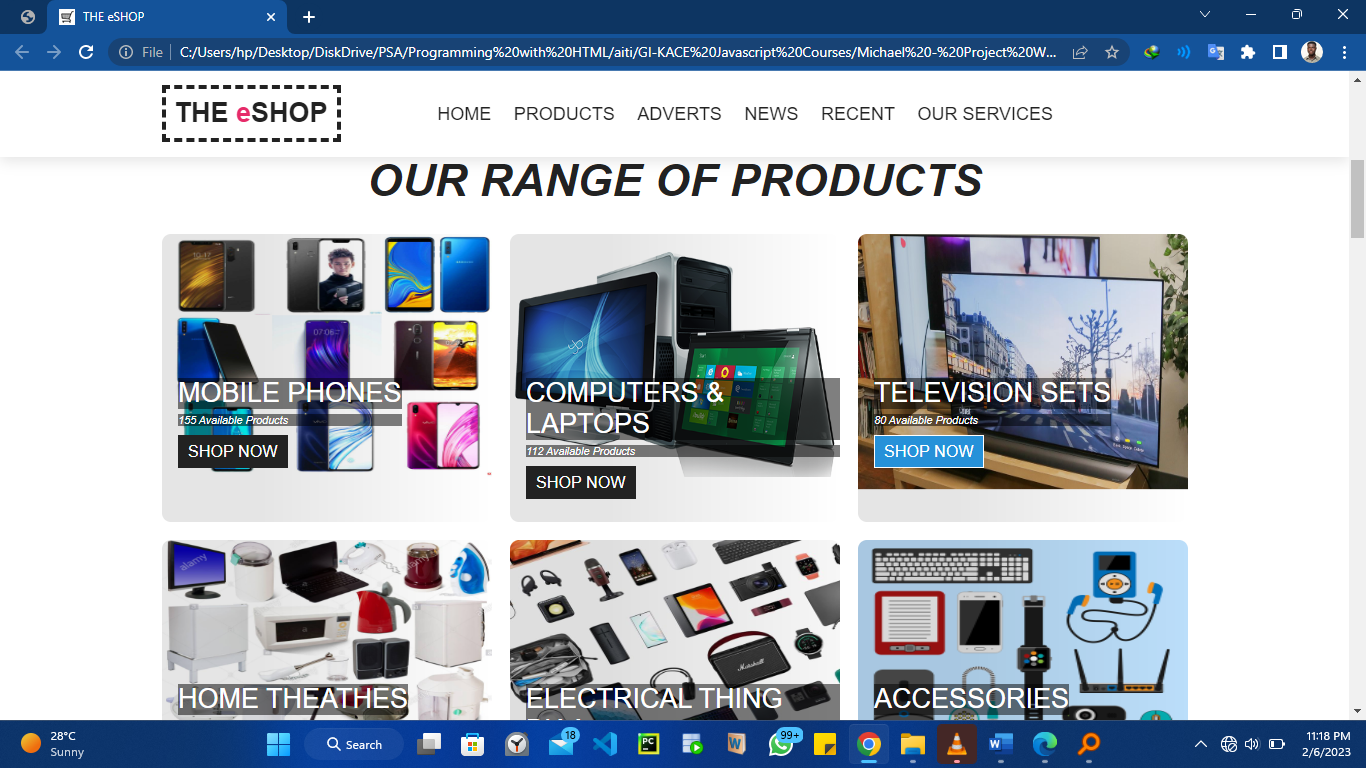 THE eSHOP
File
C:/Users/hp/Desktop/DiskDrive/PSA/Programming%20with%20HTML/aiti/GI-KACE%20Javascript%20Courses/Michael%20-%20Project%20W...
THE eSHOP
HOME PRODUCTS ADVERTS NEWS RECENT OUR SERVICES
OUR RANGE OF PRODUCTS
MOBILE PHONES
155 Available Products
SHOP NOW
COMPUTERS &
LAPTOPS
112 Available Products
SHOP NOW
TELEVISION SETS
80 Available Products
SHOP NOW
alamy
HOME THEATHES
Marshall
ELECTRICAL THING
ACCESSORIES
28°C
Sunny
Search
18
PC
99+
W
11:18 PM
2/6/2023